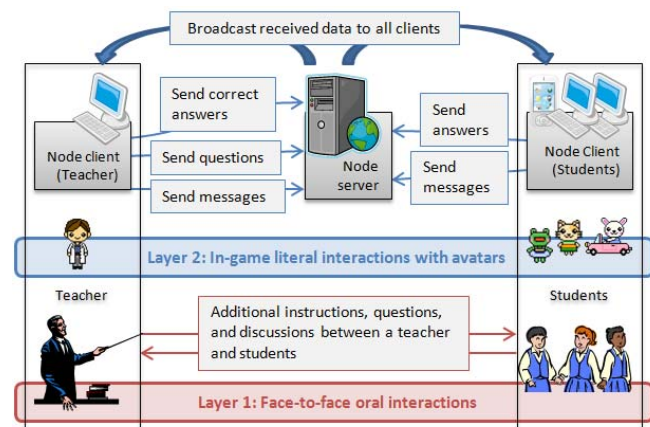 Broadcast received data to all clients
Send correct
answers
Send questions
Send messages
Node client
(Teacher)
Node
server
Send
answers
Send
messages
Node Client
(Students)
Layer 2: In-game literal interactions with avatars
Teacher
Students
Additional instructions, questions,
and discussions between a teacher
and students
Layer 1: Face-to-face oral interactions